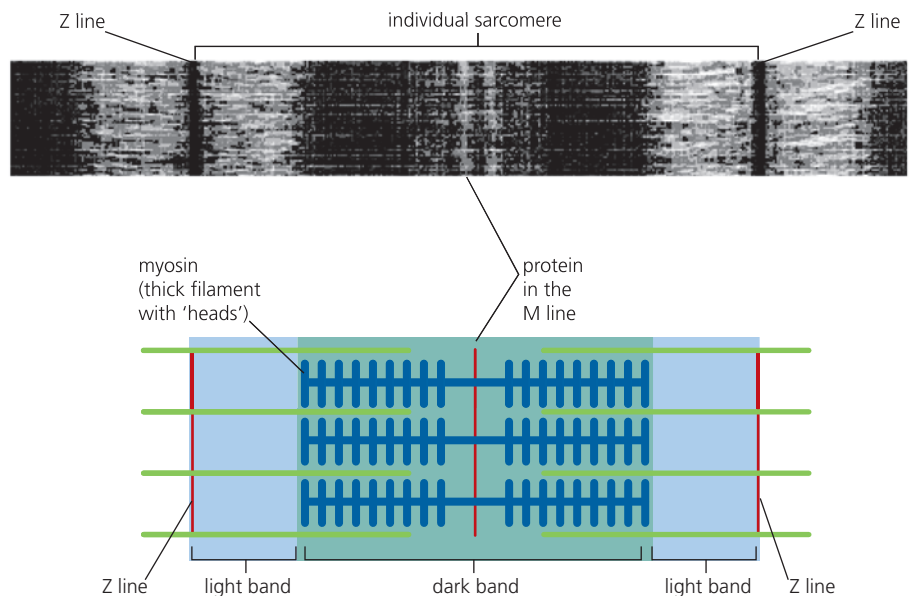 Z line
individual sarcomere
Z line
myosin
(thick filament
with ‘heads’)
protein
in the
M line
Z line
light band
dark band
light band
Z line